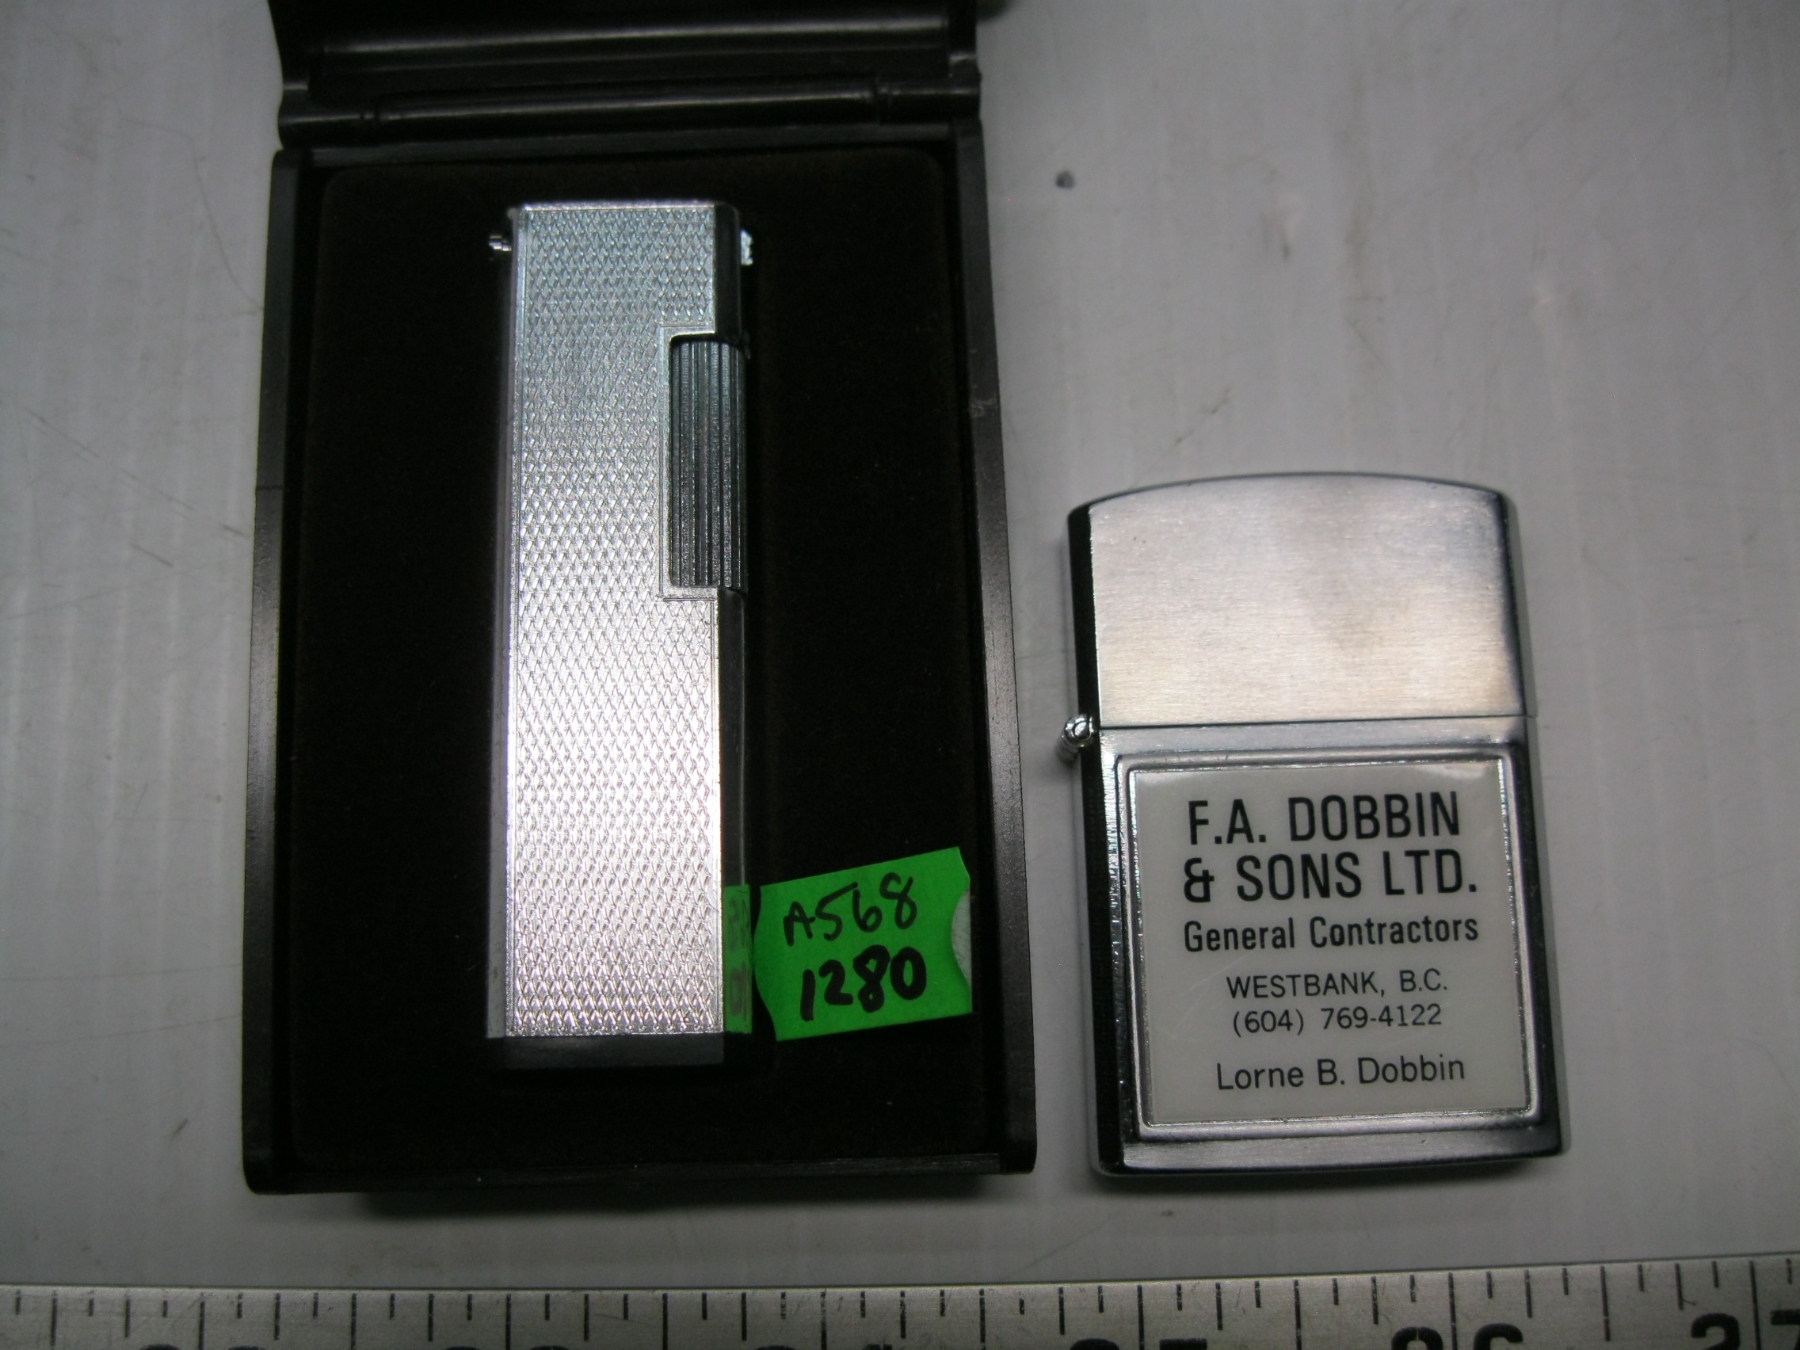 A568
1280
F.A. DOBBIN
& SONS LTD.
General Contractors
WESTBANK, B.C.
(604) 769-4122
Lorne B. Dobbin